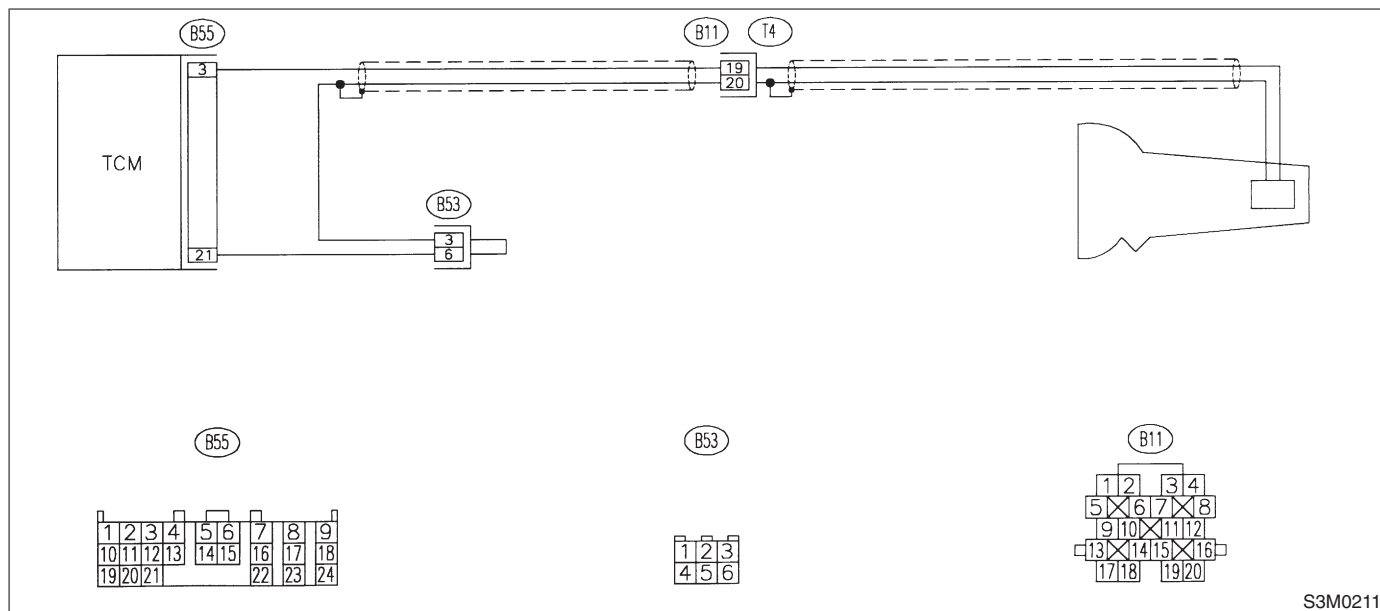 B55
B11 T4
3
19
20
TCM
B53
3
6
21
B55
B53
B11
1 2 3 4 5 6 7 8 9
10 11 12 13 14 15 16 17 18
19 20 21 22 23 24
1 2 3
4 5 6
1 2 3 4
5 6 7 8
9 10 11 12
13 14 15 16
17 18 19 20
S3M0211